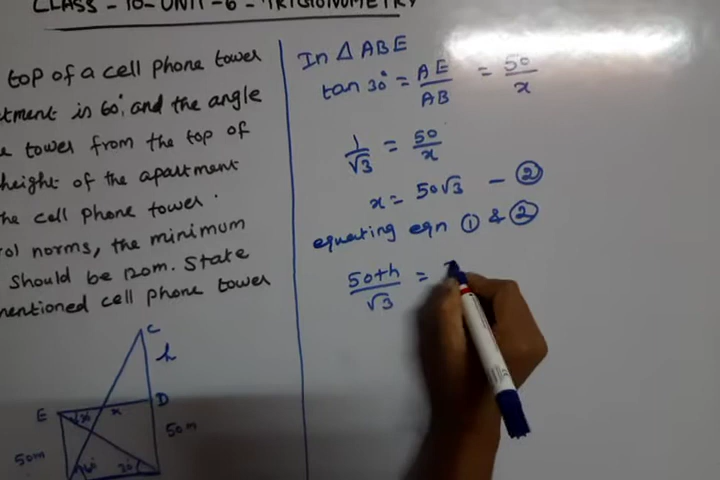 CLASS - 10 - UNIT - 6 - TRIGONOMETRY
top of a cell phone tower
tment is 60°, and the angle
e tower from the top of
height of the apartment
the cell phone tower.
rol norms, the minimum
should be 120m. State
mentioned cell phone tower
C
h
E
x
D
50m
50m
60°
30°
In △ ABE
tan 30° = AE/AB = 50/x
1/√3 = 50/x
x = 50√3 - ②
equating eqn ① & ②
50+h/√3 =